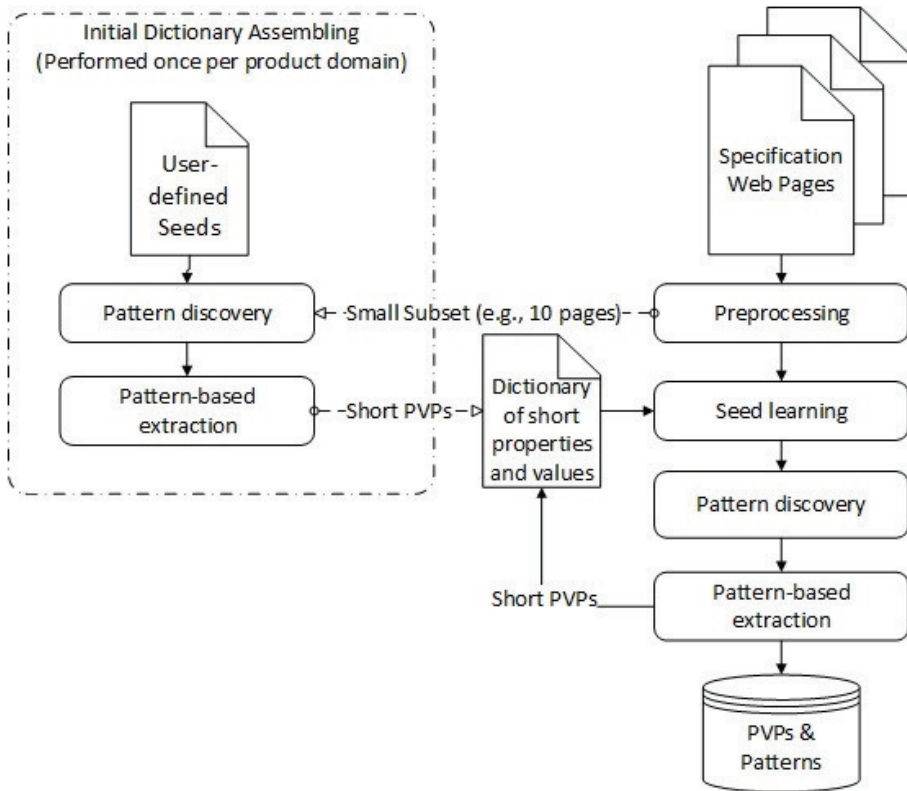 Initial Dictionary Assembling
(Performed once per product domain)
User-
defined
Seeds
Pattern discovery
Pattern-based
extraction
Specification
Web Pages
Small Subset (e.g., 10 pages)
Preprocessing
Short PVPs
Dictionary
of short
properties
and values
Seed learning
Pattern discovery
Short PVPs
Pattern-based
extraction
PVPs &
Patterns